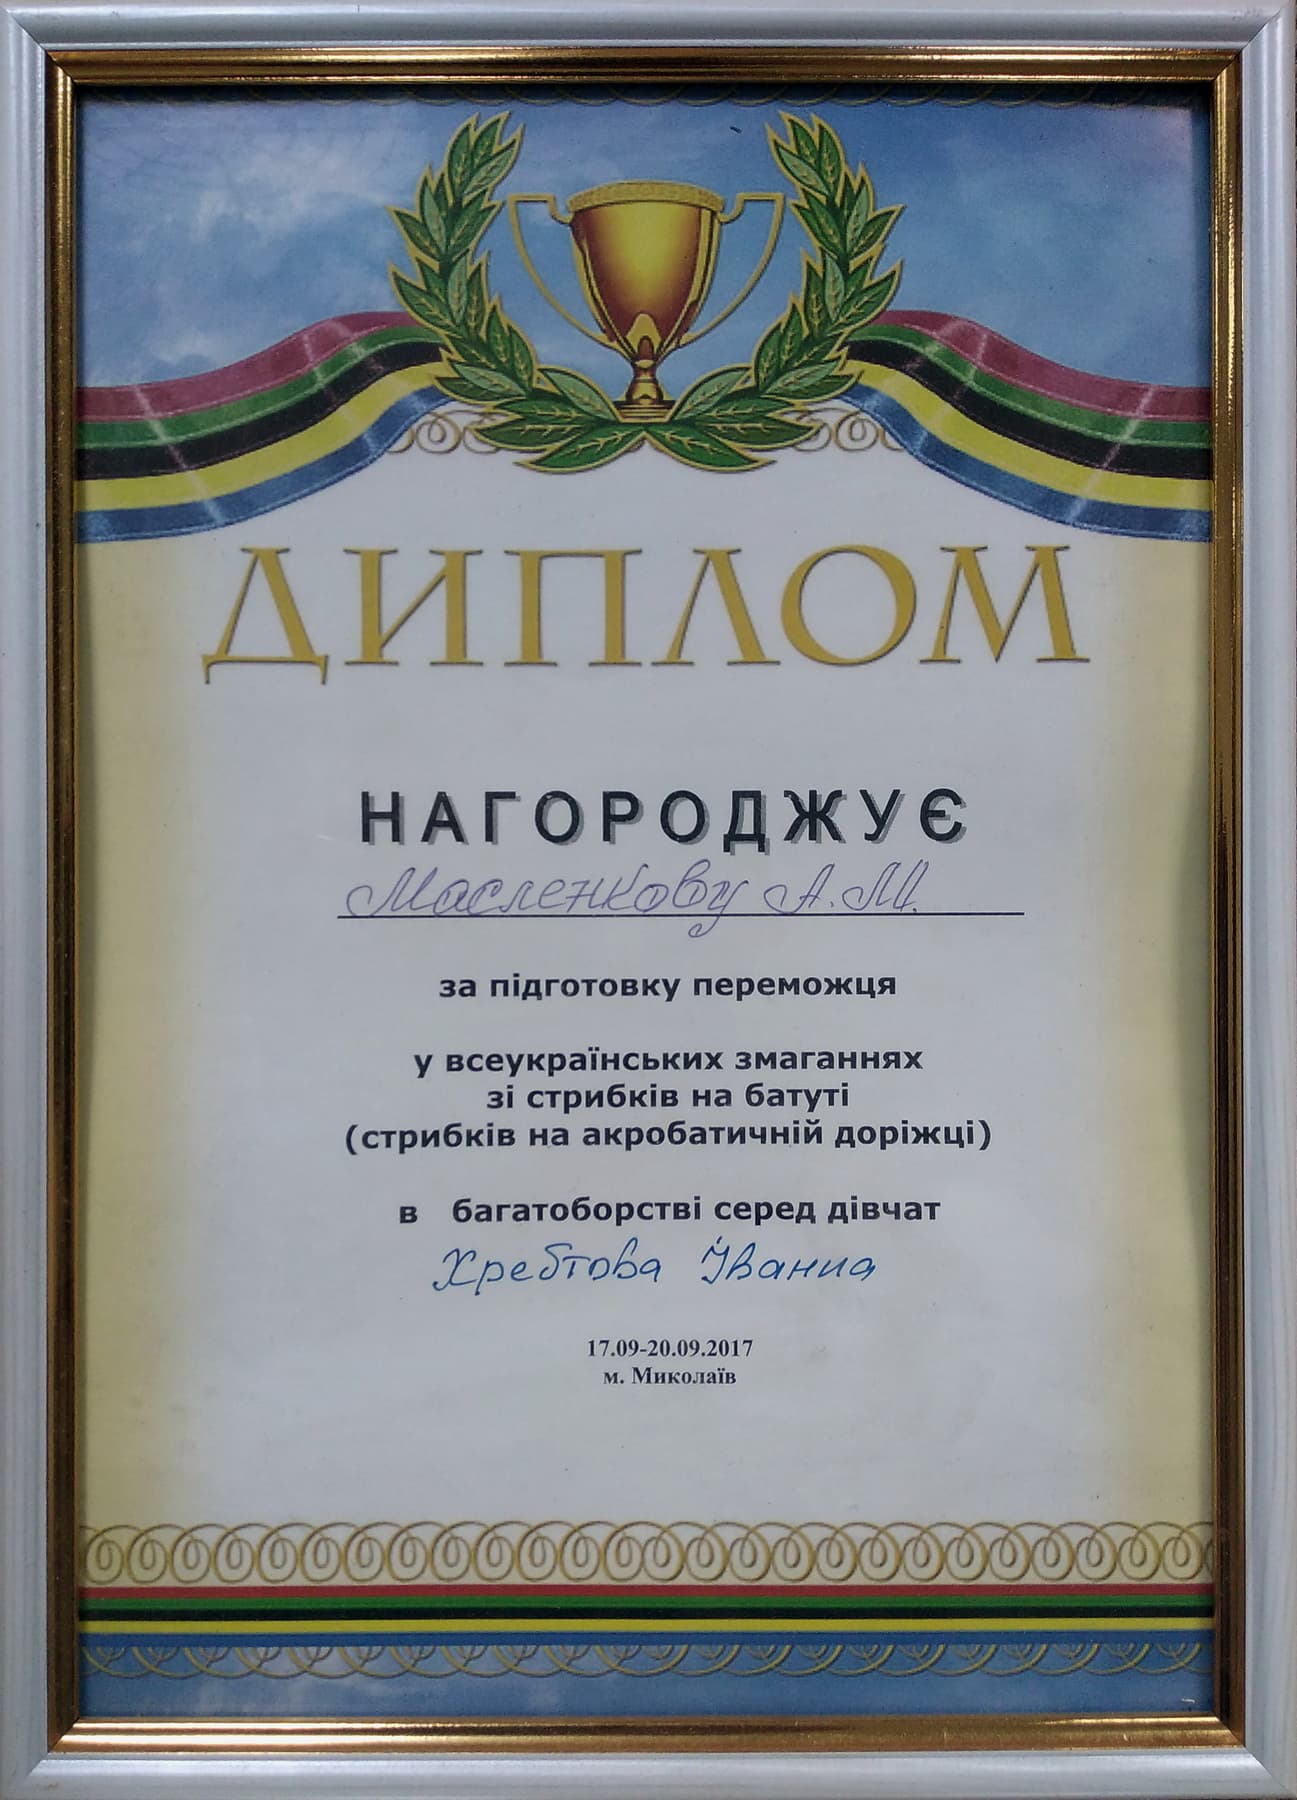 ДИПЛОМ
НАГОРОДЖУЄ
Масленкову А.М.
за підготовку переможця
у всеукраїнських змаганнях
зі стрибків на батуті
(стрибків на акробатичній доріжці)
в багатоборстві серед дівчат
Хребтова Іванна
17.09-20.09.2017
м. Миколаїв